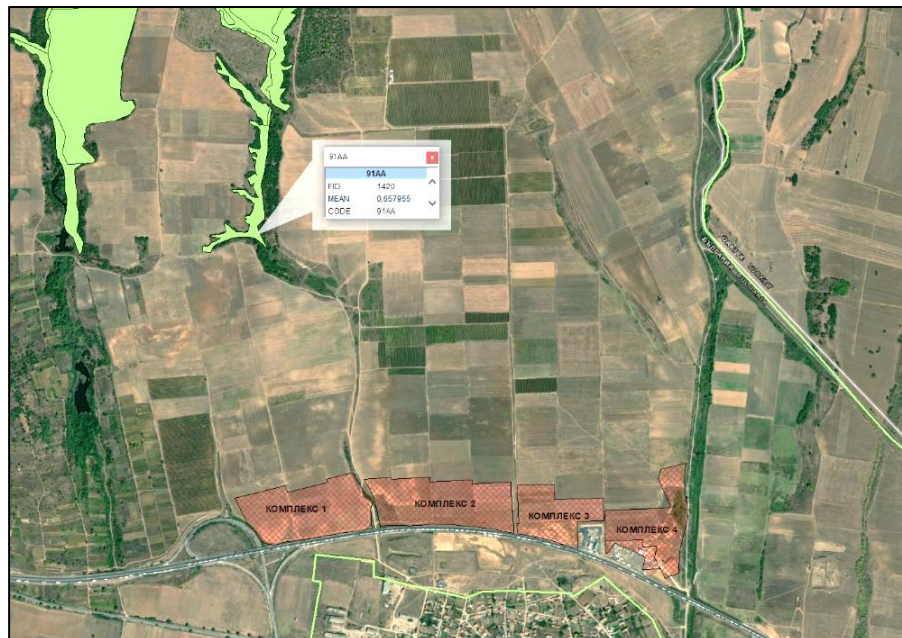 91AA
×
91AA
FID 1420
MEAN 0,657955
CODE 91AA
КОМПЛЕКС 1
КОМПЛЕКС 2
КОМПЛЕКС 3
КОМПЛЕКС 4